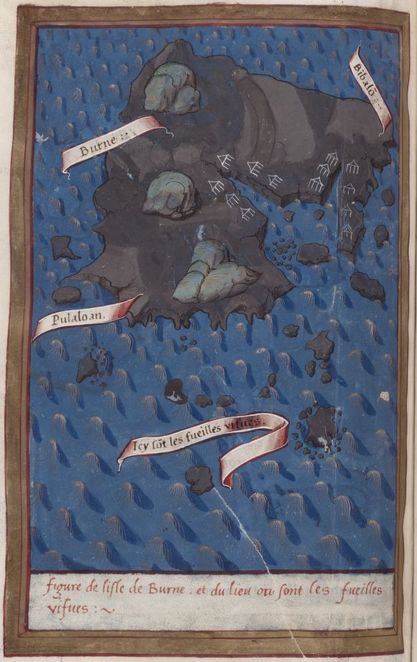 Bibalō
Burne :
Pulaloan.
Icy sōt les fueilles vifues.
figure de lisle de Burne . et du lieu ou sont les fueilles
vifues :